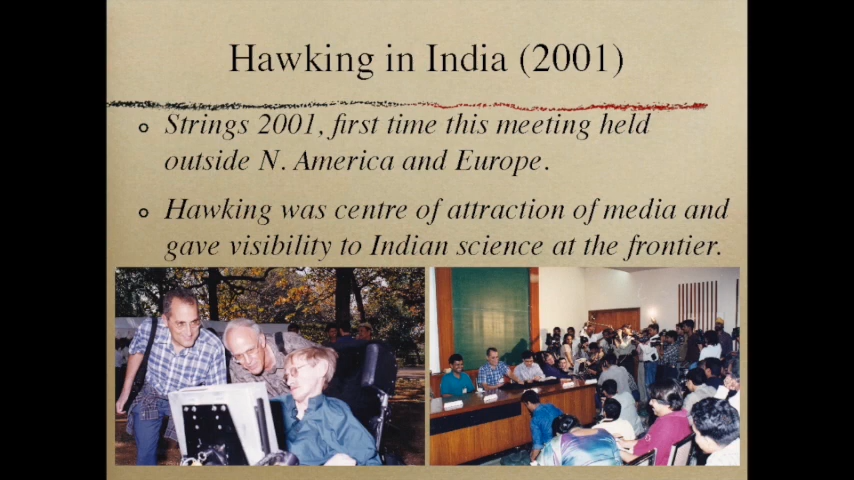 Hawking in India (2001)
Strings 2001, first time this meeting held
outside N. America and Europe.
Hawking was centre of attraction of media and
gave visibility to Indian science at the frontier.